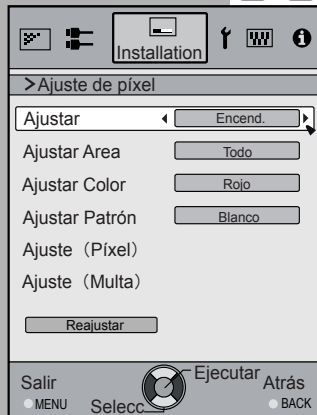 Installation
>Ajuste de píxel
Ajustar Encend.
Ajustar Area Todo
Ajustar Color Rojo
Ajustar Patrón Blanco
Ajuste (Píxel)
Ajuste (Multa)
Reajustar
Salir Ejecutar Atrás
MENU Selecc BACK